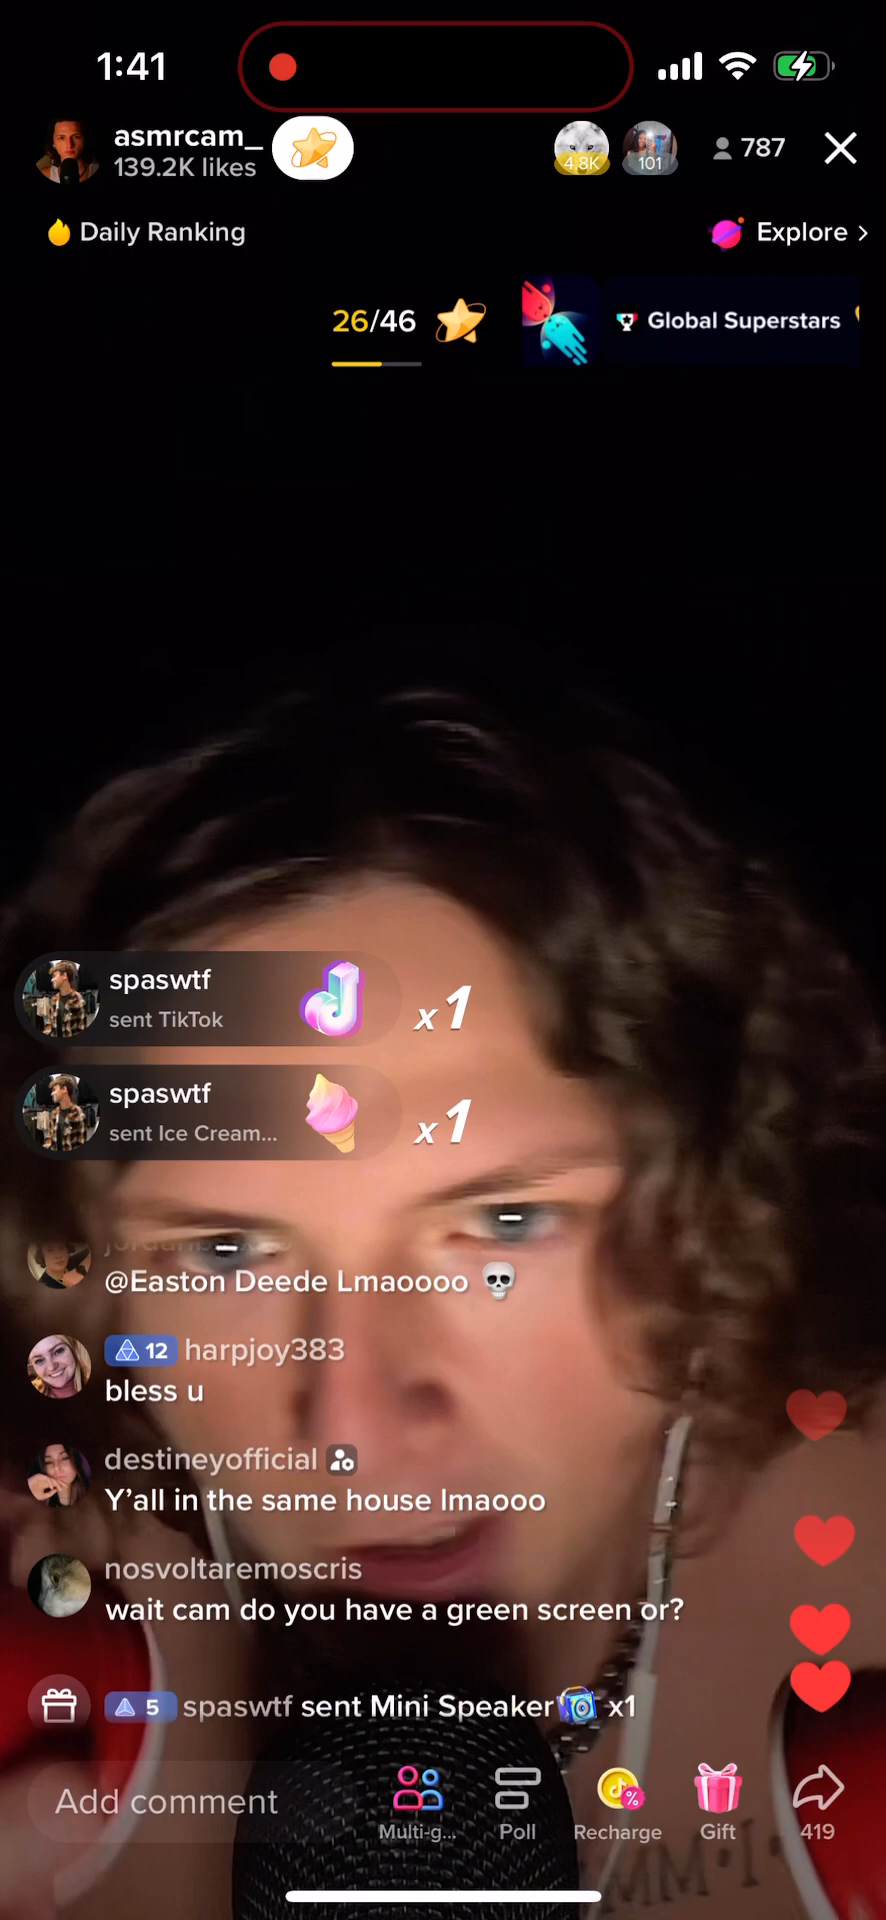 1:41
asmrcam_
139.2K likes
4.8K
101
787
Daily Ranking
Explore >
26/46
Global Superstars
spaswtf
sent TikTok
x1
spaswtf
sent Ice Cream...
x1
@Easton Deede Lmaoooo 💀
12 harpjoy383
bless u
destineyofficial
Y'all in the same house lmaooo
nosvoltaremoscris
wait cam do you have a green screen or?
5 spaswtf sent Mini Speaker x1
Add comment
Multi-g...
Poll
Recharge
Gift
419